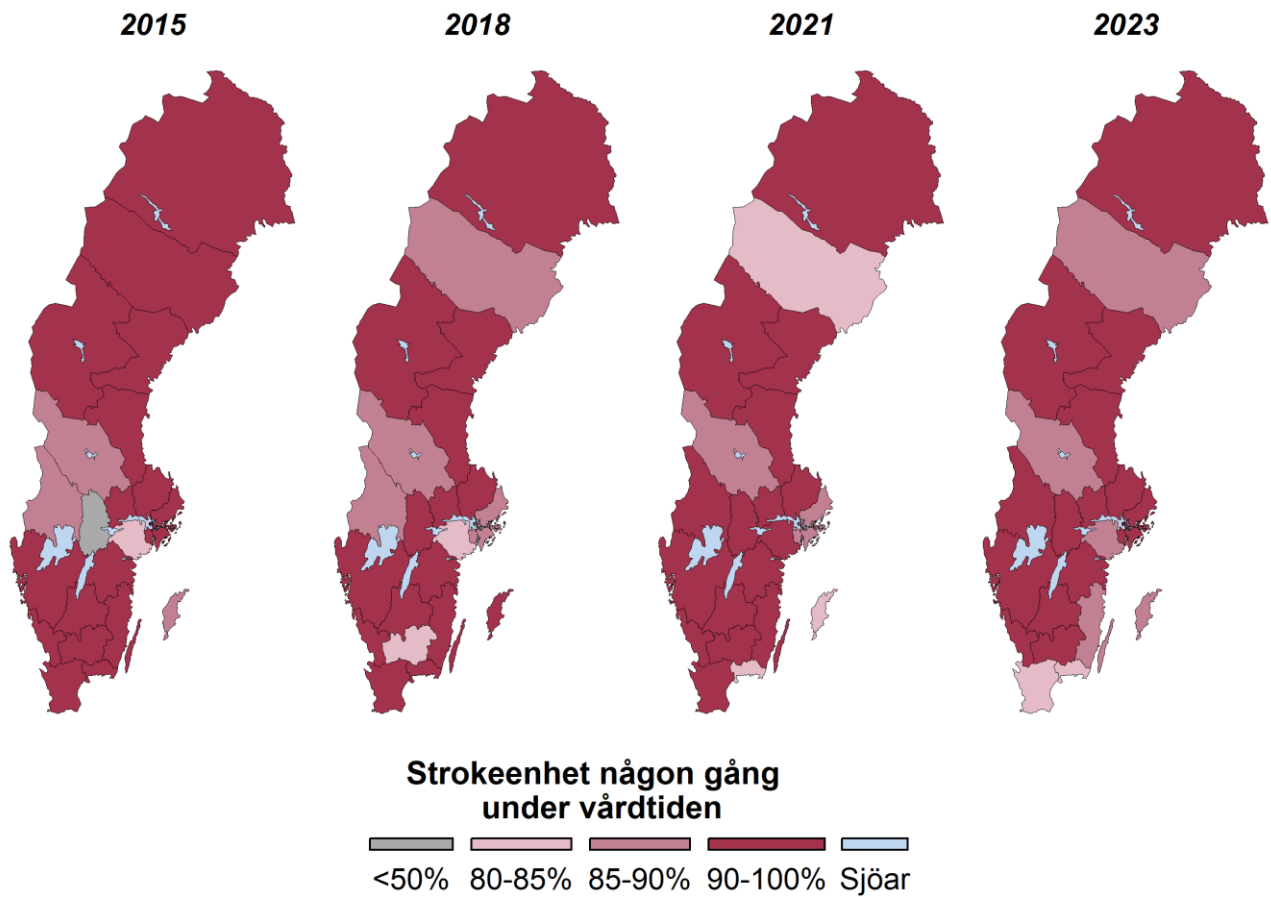 2015 2018 2021 2023
Strokeenhet någon gång
under vårdtiden
<50% 80-85% 85-90% 90-100% Sjöar